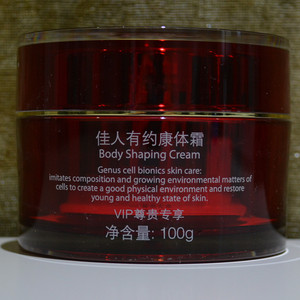 佳人有约康体霜
Body Shaping Cream
Genus cell bionics skin care:
imitates composition and growing environmental matters of
cells to create a good physical environment and restore
young and healthy state of skin.
VIP尊贵专享
净含量: 100g